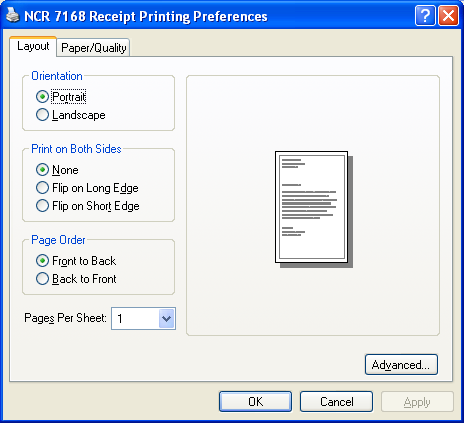 NCR 7168 Receipt Printing Preferences
Layout
Paper/Quality
Orientation
Portrait
Landscape
Print on Both Sides
None
Flip on Long Edge
Flip on Short Edge
Page Order
Front to Back
Back to Front
Pages Per Sheet: 1
Advanced...
OK
Cancel
Apply